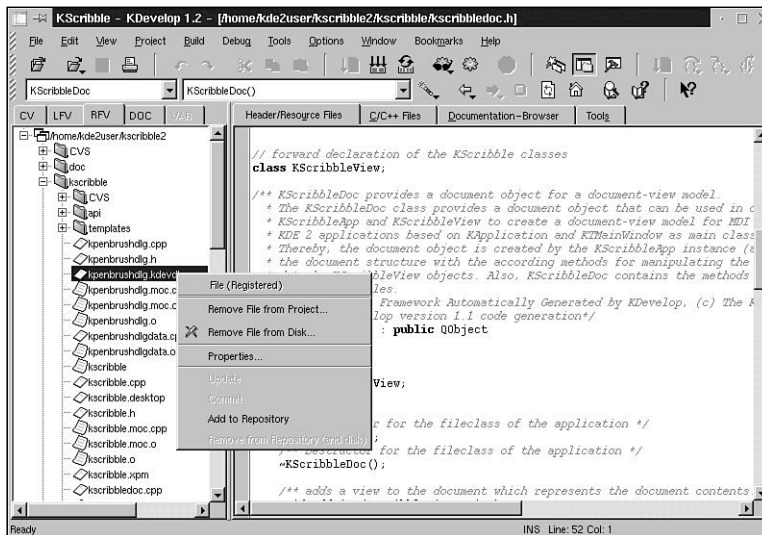 KScribble - KDevelop 1.2 - [/home/kde2user/kscribble2/kscribble/kscribbledoc.h]
File Edit View Project Build Debug Tools Options Window Bookmarks Help
KScribbleDoc KScribbleDoc()
CV LFV RFV DOC VAR
Header/Resource Files C/C++ Files Documentation-Browser Tools
/home/kde2user/kscribble2
CVS
doc
kscribble
CVS
api
templates
kpenbrushdlg.cpp
kpenbrushdlg.h
kpenbrushdlg.kdevdl
kpenbrushdlg.moc.c
kpenbrushdlg.moc.o
kpenbrushdlg.o
kpenbrushdlgdata.cp
kpenbrushdlgdata.o
kscribble
kscribble.cpp
kscribble.desktop
kscribble.h
kscribble.moc.cpp
kscribble.moc.o
kscribble.o
kscribble.xpm
kscribbledoc.cpp
File (Registered)
Remove File from Project...
Remove File from Disk...
Properties...
Update
Commit
Add to Repository
Remove from Repository (and disk)
// forward declaration of the KScribble classes
class KScribbleView;
/** KScribbleDoc provides a document object for a document-view model.
* The KScribbleDoc class provides a document object that can be used in c
* KScribbleApp and KScribbleView to create a document-view model for MDI
* KDE 2 applications based on KApplication and KTMainWindow as main class
* Thereby, the document object is created by the KScribbleApp instance (a
* the document structure with the according methods for manipulating the
KScribbleView objects. Also, KScribbleDoc contains the methods
les.
Framework Automatically Generated by KDevelop, (c) The K
lop version 1.1 code generation*/
: public QObject
View;
or for the fileclass of the application */
;
/** Destructor for the fileclass of the application */
~KScribbleDoc();
/** adds a view to the document which represents the document contents.
Ready
INS Line: 52 Col: 1